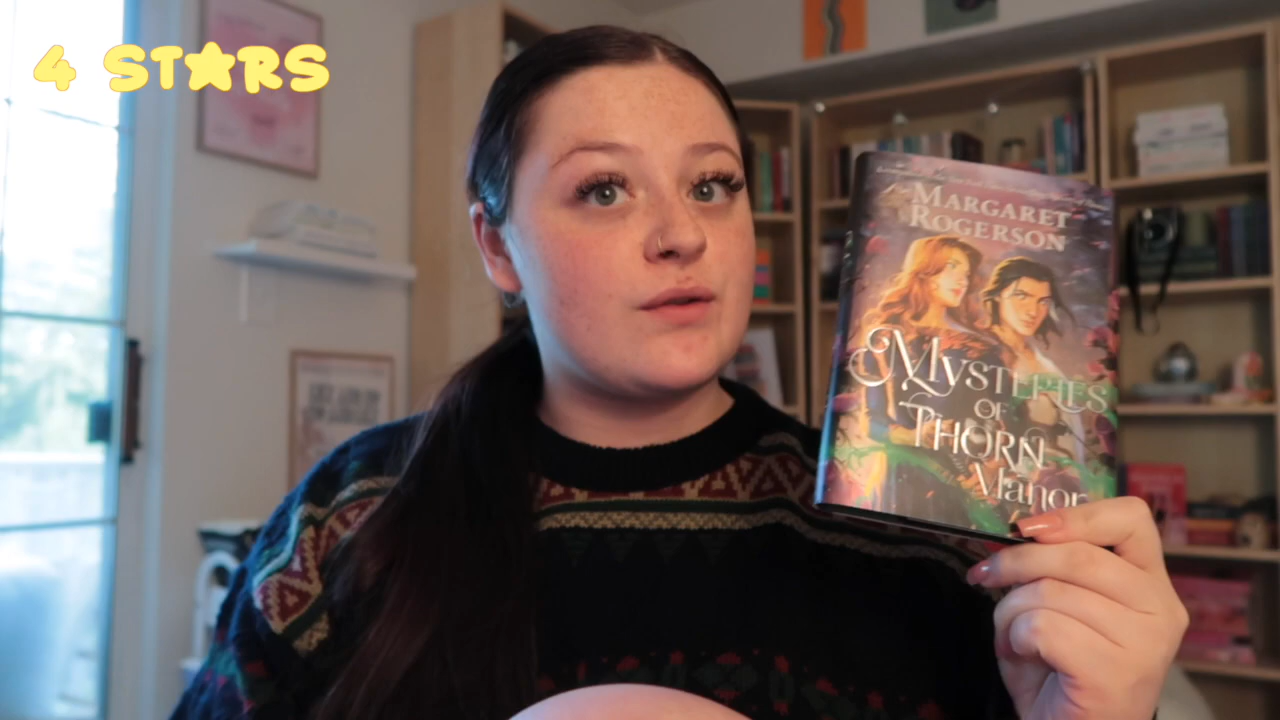 4 STARS
MARGARET
ROGERSON
MYSTERIES
OF
THORN
Manor